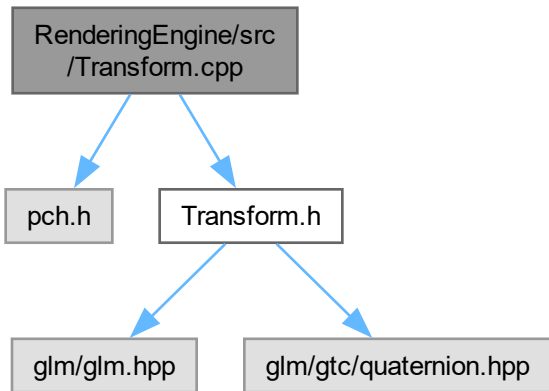 RenderingEngine/src
/Transform.cpp
pch.h
Transform.h
glm/glm.hpp
glm/gtc/quaternion.hpp